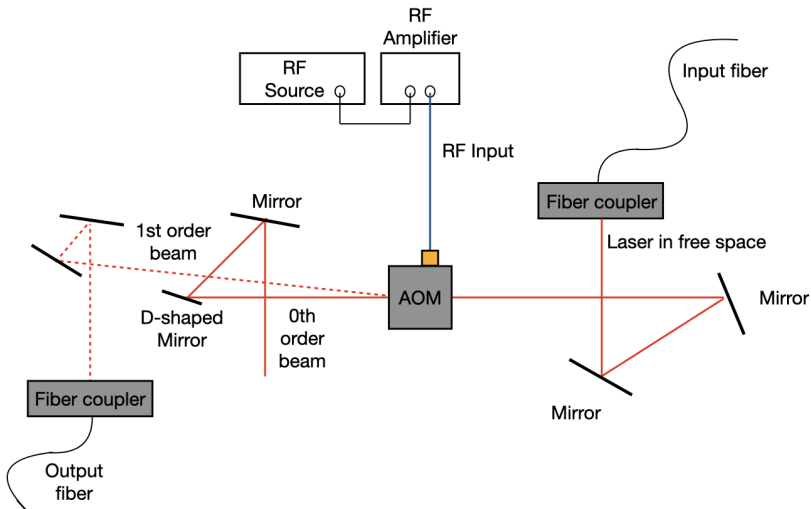 RF
Amplifier
RF
Source
Input fiber
RF Input
Fiber coupler
Mirror
1st order
beam
Laser in free space
AOM
Mirror
D-shaped
Mirror
0th
order
beam
Fiber coupler
Mirror
Output
fiber